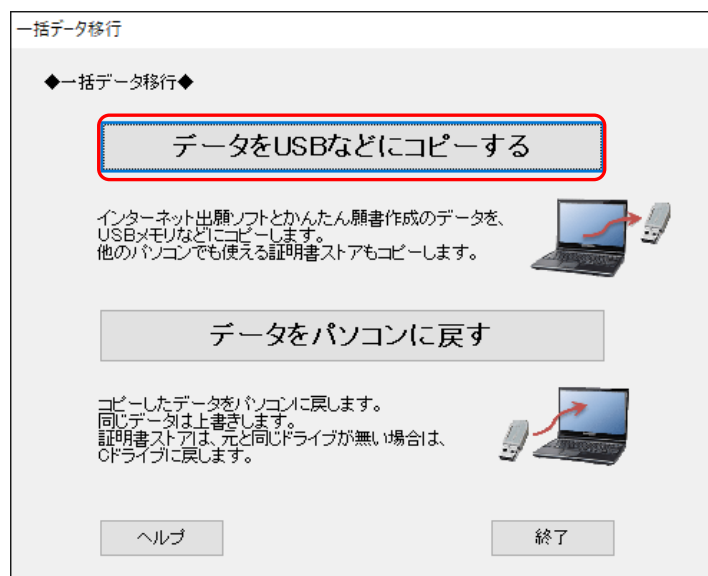 一括データ移行
◆一括データ移行◆
データをUSBなどにコピーする
インターネット出願ソフトとかんたん願書作成のデータを、
USBメモリなどにコピーします。
他のパソコンでも使える証明書ストアもコピーします。
データをパソコンに戻す
コピーしたデータをパソコンに戻します。
同じデータは上書きします。
証明書ストアは、元と同じドライブが無い場合は、
Cドライブに戻します。
ヘルプ
終了